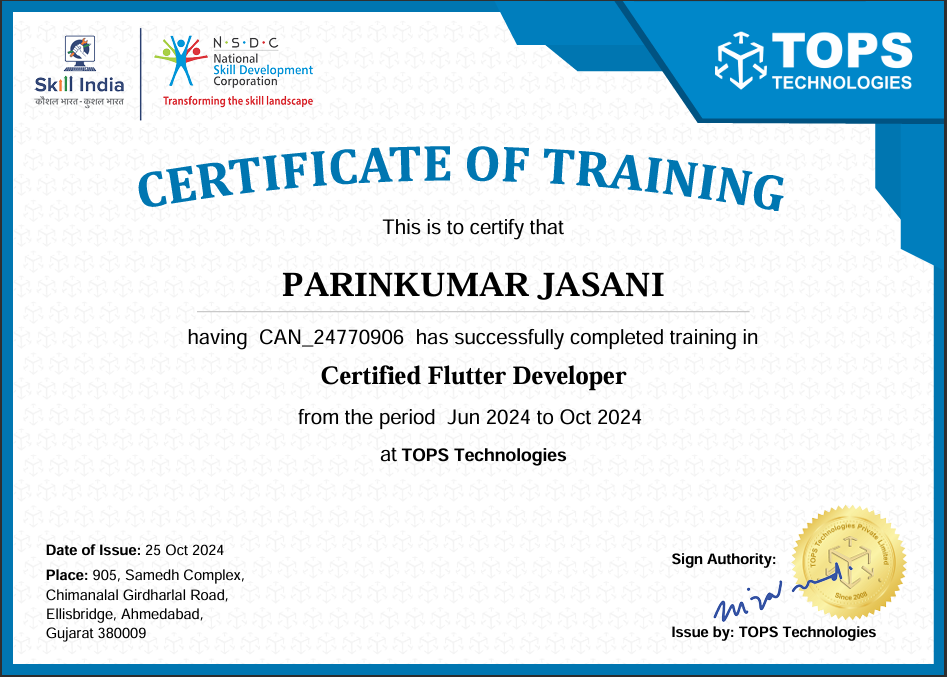 Skill India
कौशल भारत - कुशल भारत
N·S·D·C
National
Skill Development
Corporation
Transforming the skill landscape
TOPS
TECHNOLOGIES
CERTIFICATE OF TRAINING
This is to certify that
PARINKUMAR JASANI
having CAN_24770906 has successfully completed training in
Certified Flutter Developer
from the period Jun 2024 to Oct 2024
at TOPS Technologies
Date of Issue: 25 Oct 2024
Place: 905, Samedh Complex,
Chimanalal Girdharlal Road,
Ellisbridge, Ahmedabad,
Gujarat 380009
Sign Authority:
TOPS Technologies Private Limited
Since 2008
Issue by: TOPS Technologies